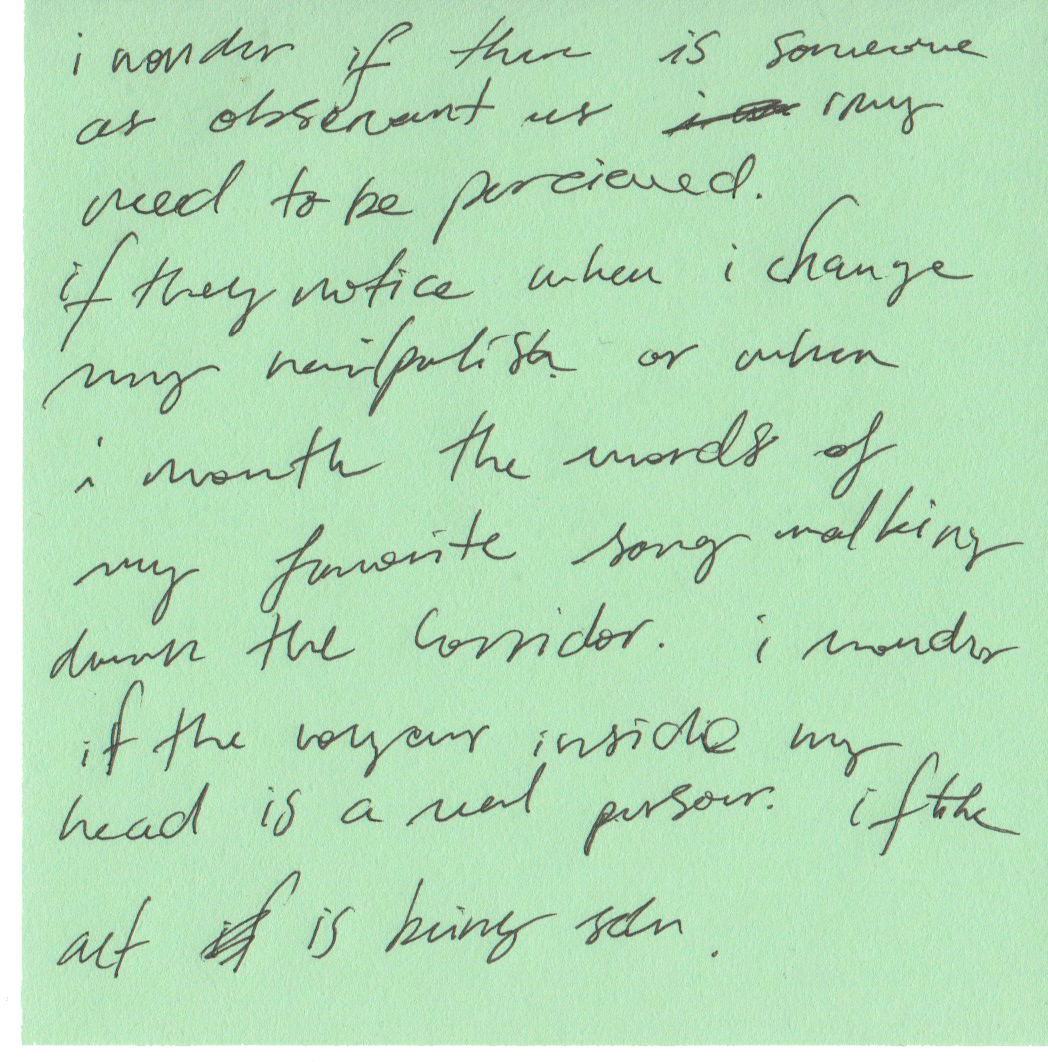 i wonder if there is someone
as observant as my
need to be percieved.
if they notice when i change
my nailpolish or when
i mouth the words of
my favorite song walking
down the corridor. i wonder
if the voyeur inside my
head is a real person. if the
act is being seen.